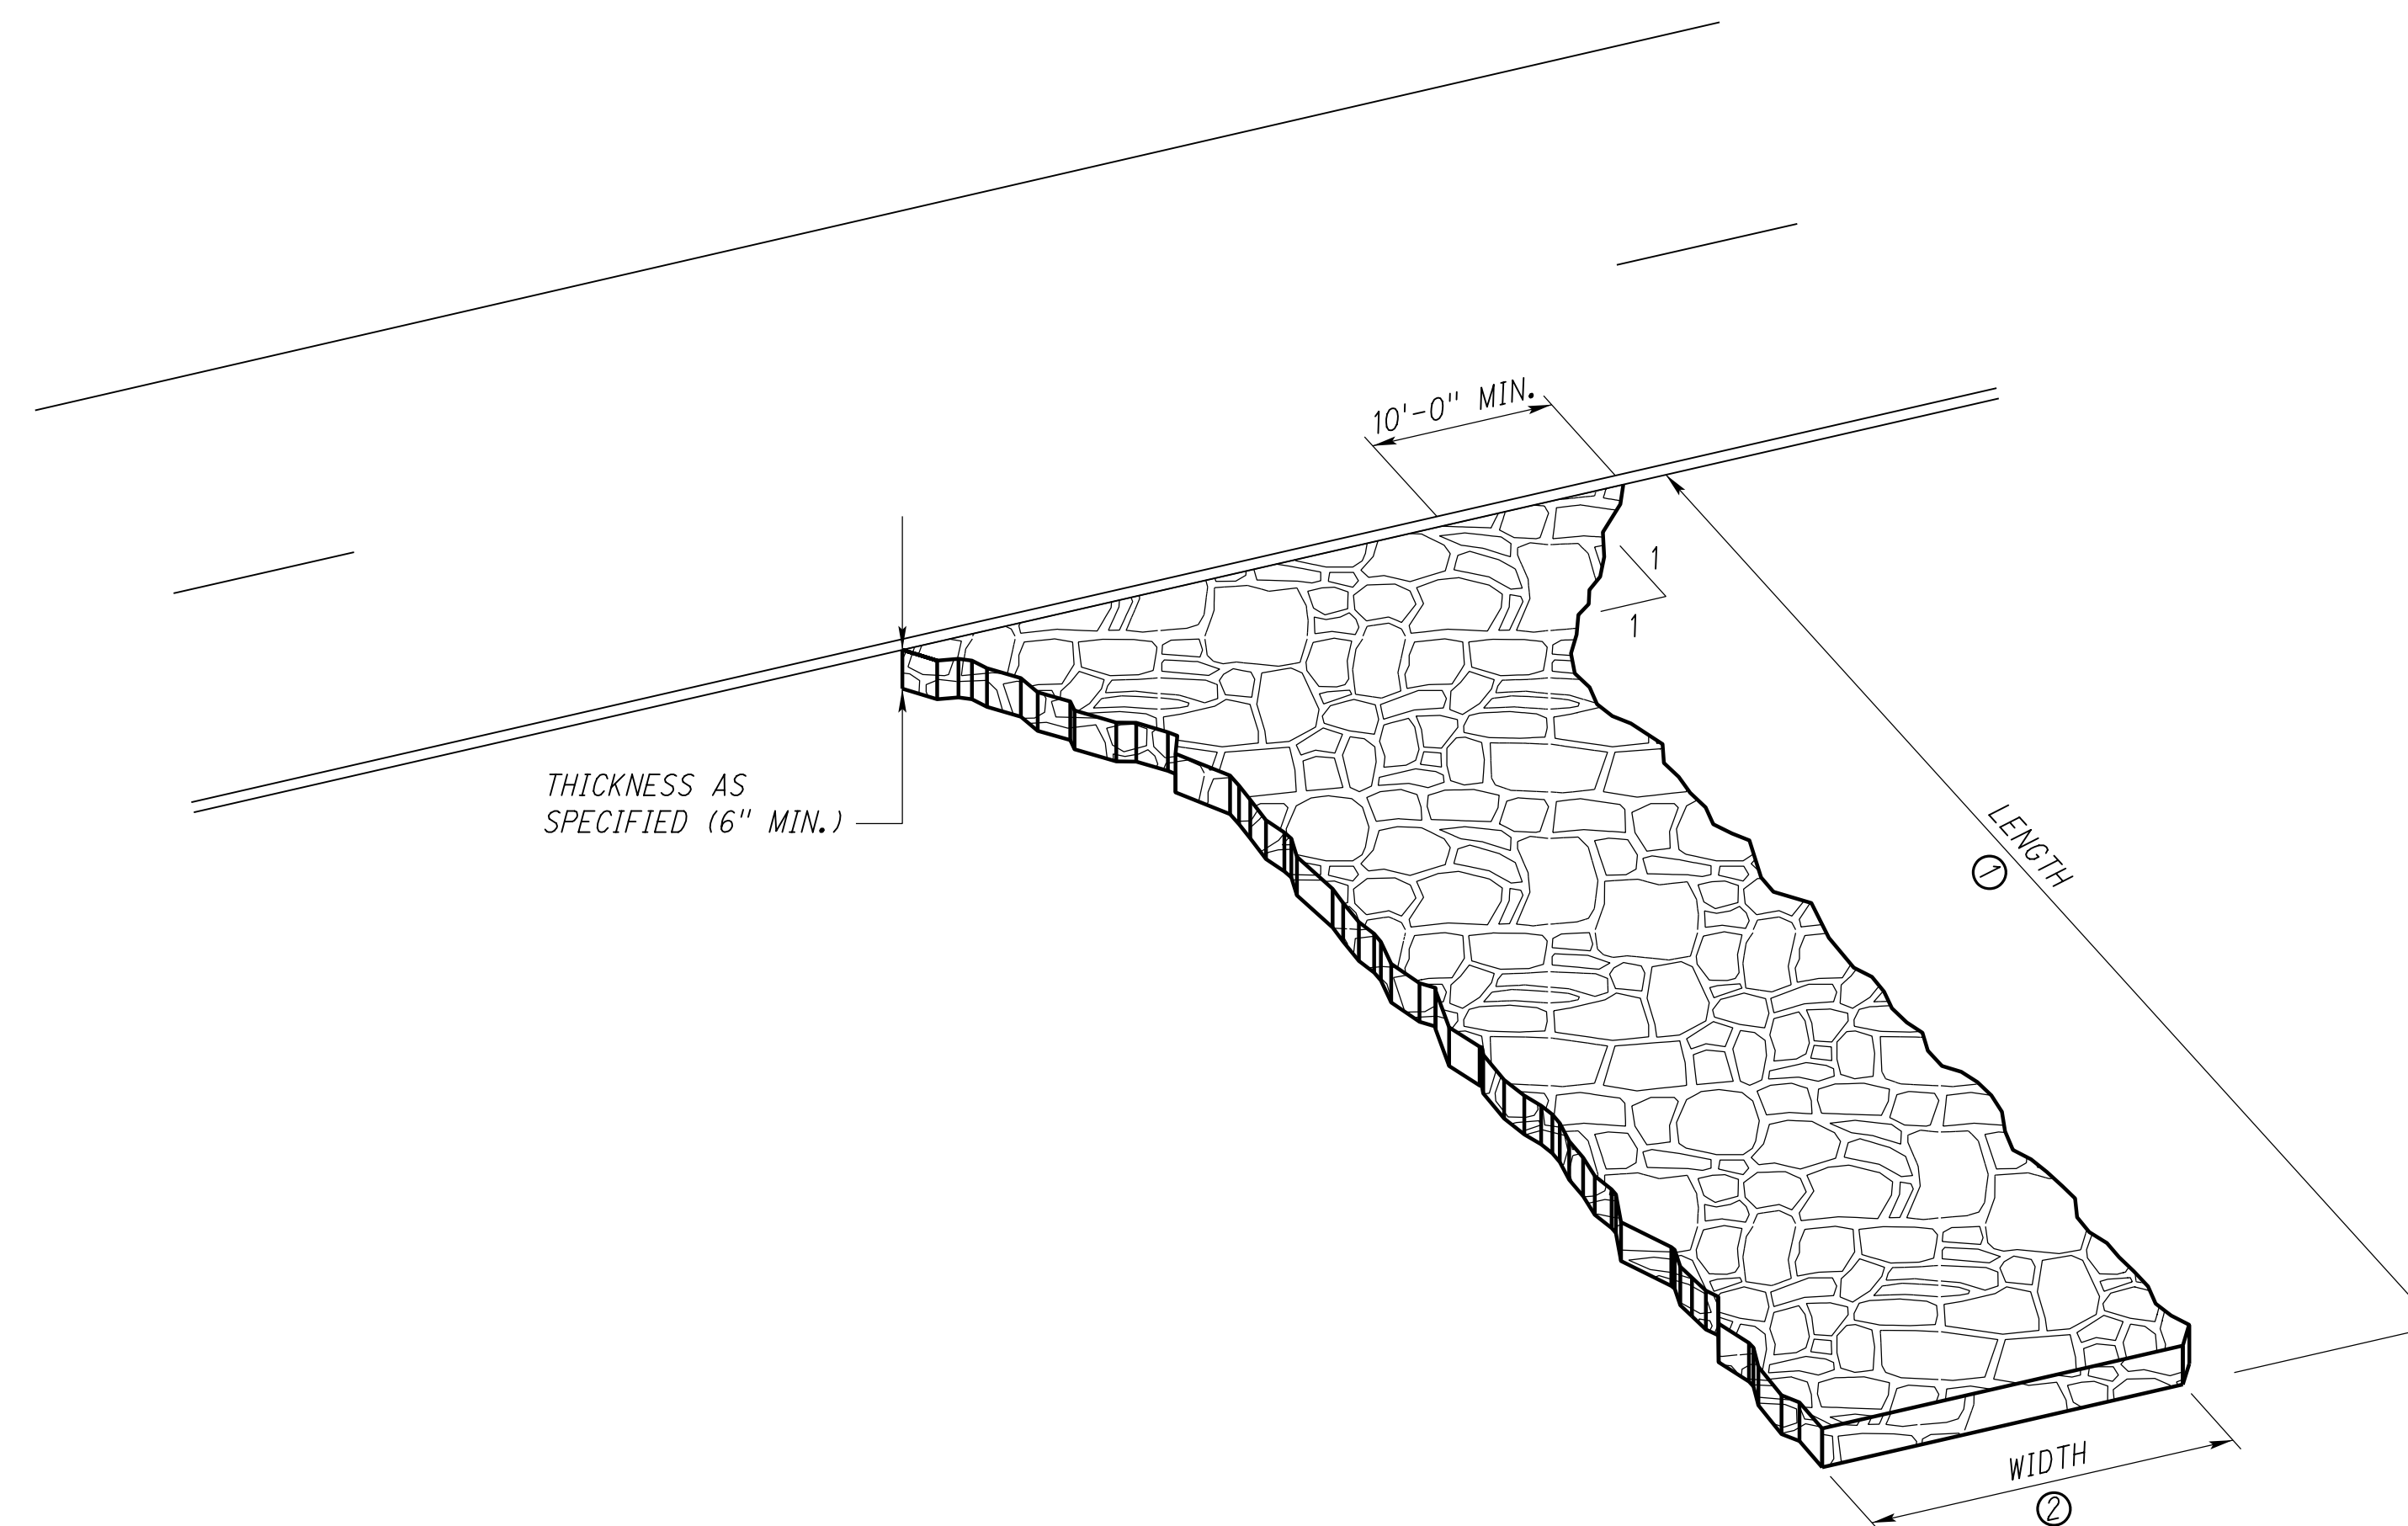 10'-0" MIN.
1
1
THICKNESS AS
SPECIFIED (6" MIN.)
LENGTH
1
WIDTH
2